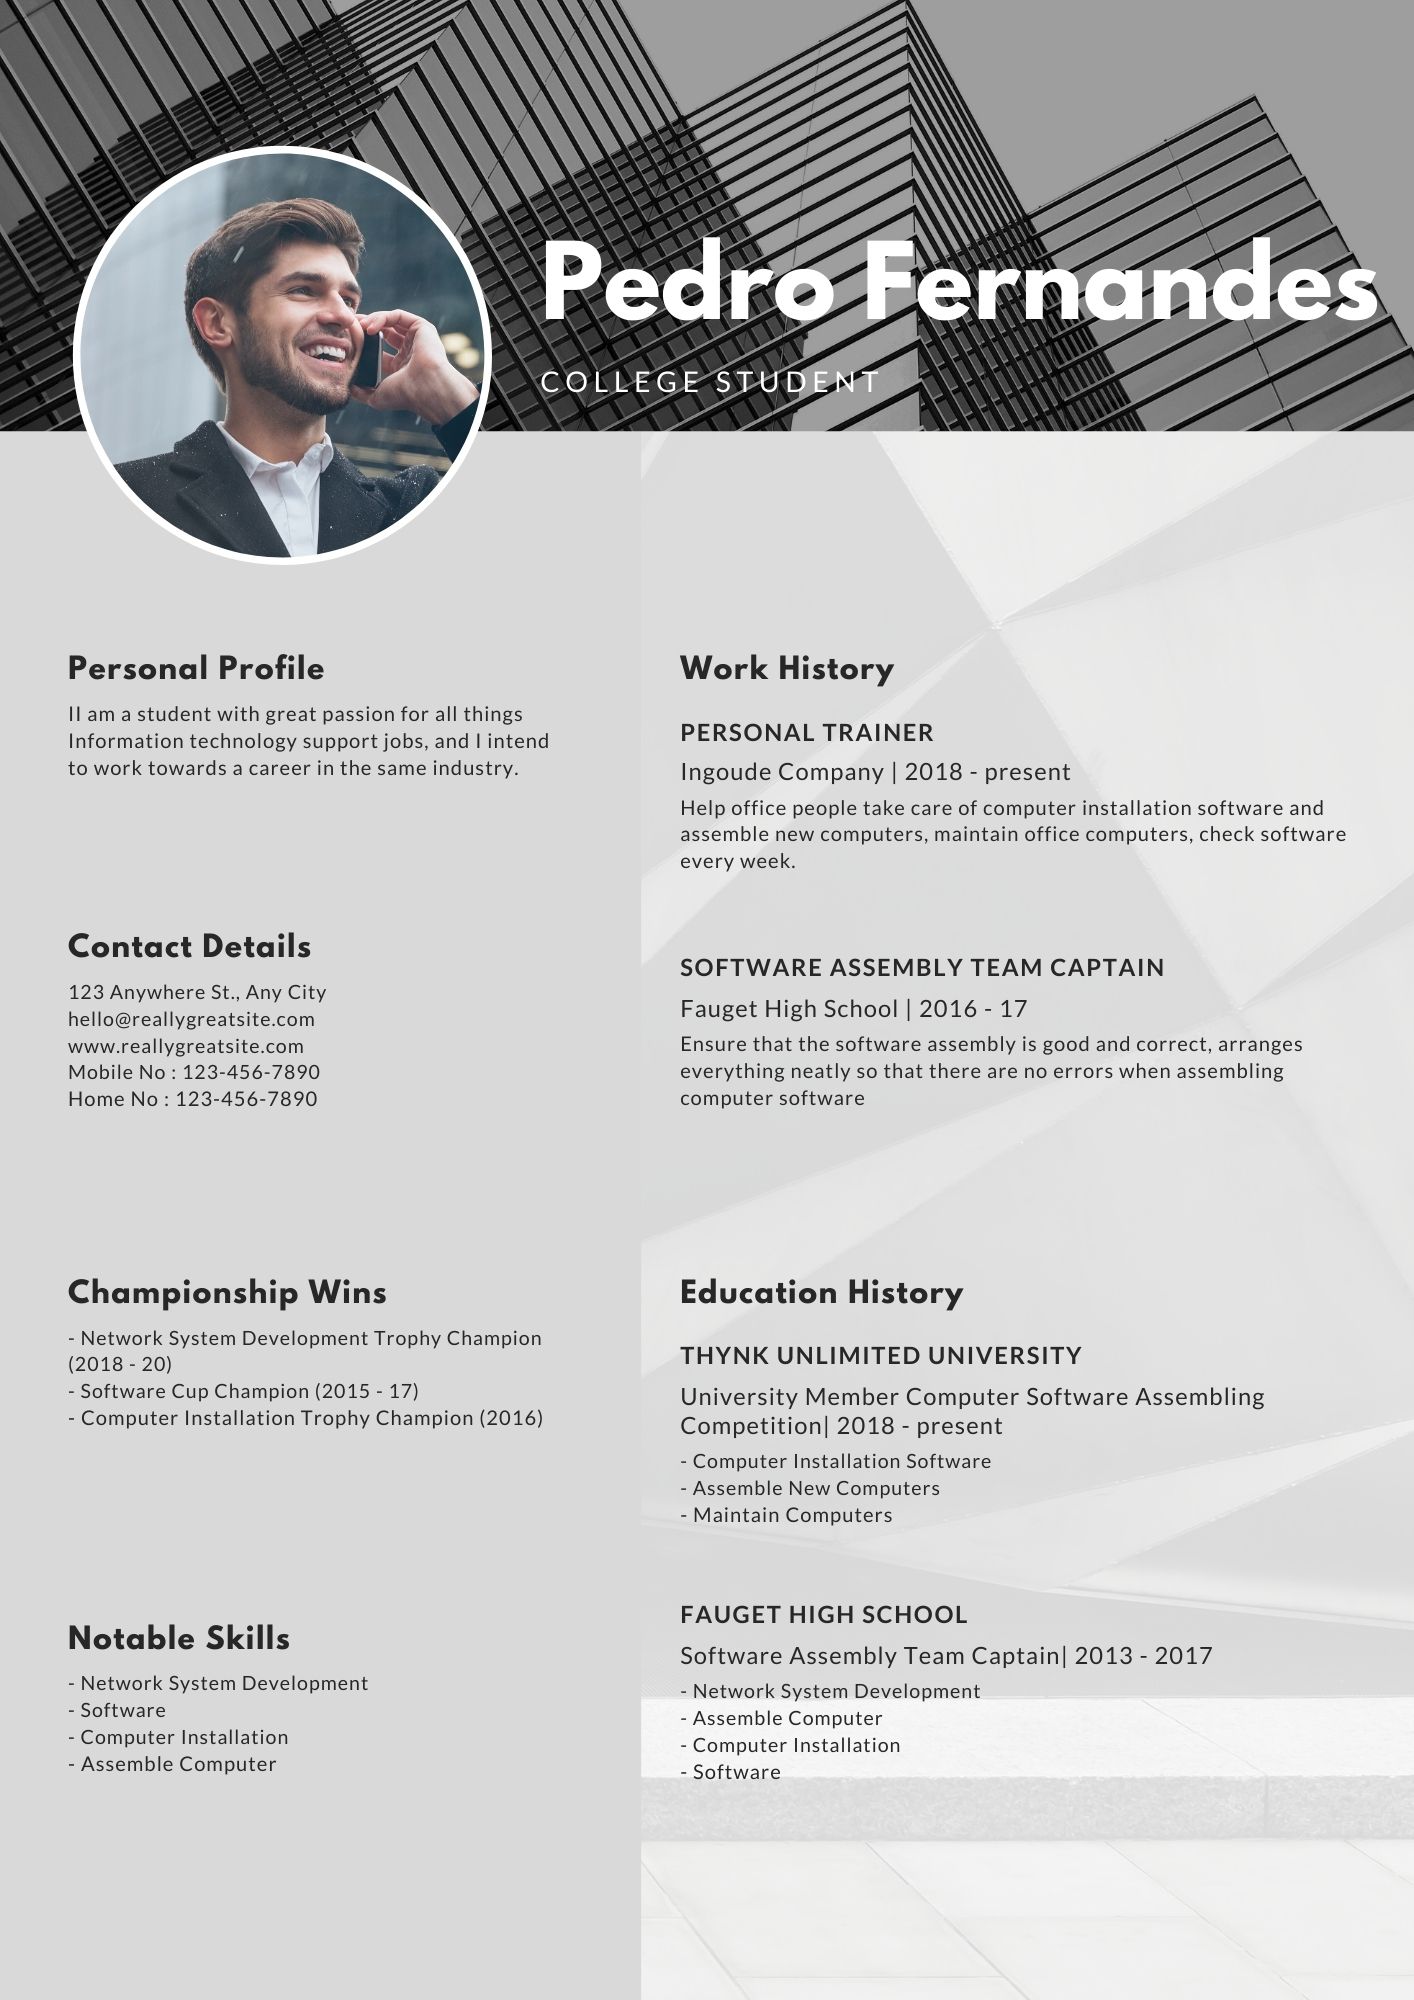 Pedro Fernandes
COLLEGE STUDENT
Personal Profile
II am a student with great passion for all things
Information technology support jobs, and I intend
to work towards a career in the same industry.
Contact Details
123 Anywhere St., Any City
hello@reallygreatsite.com
www.reallygreatsite.com
Mobile No : 123-456-7890
Home No : 123-456-7890
Championship Wins
- Network System Development Trophy Champion
(2018 - 20)
- Software Cup Champion (2015 - 17)
- Computer Installation Trophy Champion (2016)
Notable Skills
- Network System Development
- Software
- Computer Installation
- Assemble Computer
Work History
PERSONAL TRAINER
Ingoude Company | 2018 - present
Help office people take care of computer installation software and
assemble new computers, maintain office computers, check software
every week.
SOFTWARE ASSEMBLY TEAM CAPTAIN
Fauget High School | 2016 - 17
Ensure that the software assembly is good and correct, arranges
everything neatly so that there are no errors when assembling
computer software
Education History
THYNK UNLIMITED UNIVERSITY
University Member Computer Software Assembling
Competition| 2018 - present
- Computer Installation Software
- Assemble New Computers
- Maintain Computers
FAUGET HIGH SCHOOL
Software Assembly Team Captain| 2013 - 2017
- Network System Development
- Assemble Computer
- Computer Installation
- Software